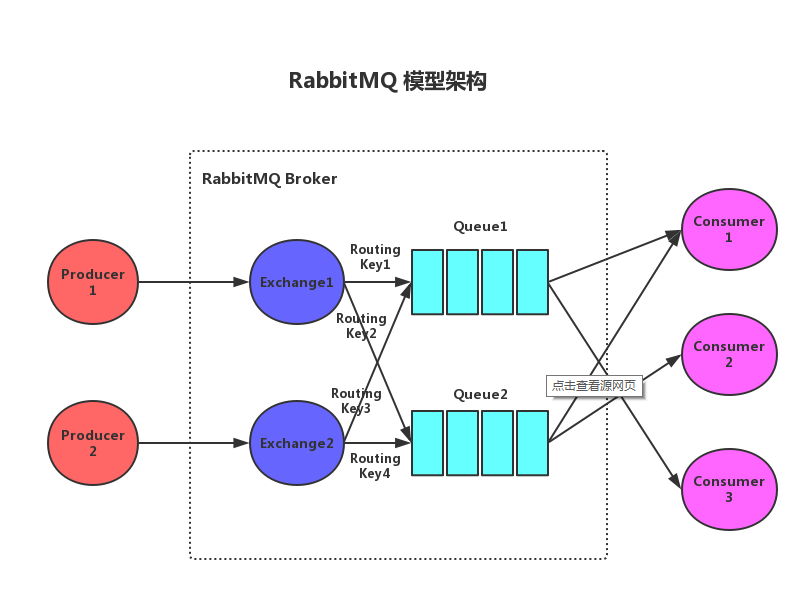 RabbitMQ 模型架构
RabbitMQ Broker
Producer
1
Exchange1
Routing
Key1
Queue1
Consumer
1
Routing
Key2
Consumer
2
点击查看源网页
Producer
2
Exchange2
Routing
Key3
Queue2
Routing
Key4
Consumer
3